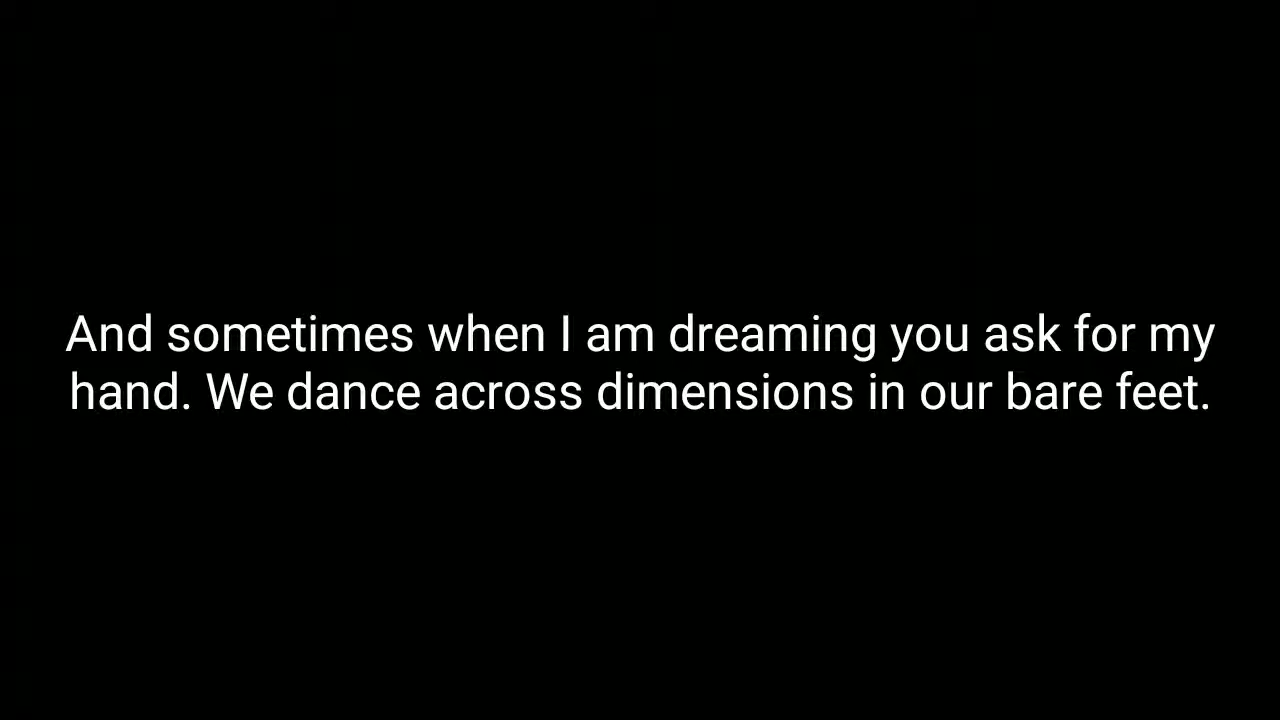 And sometimes when I am dreaming you ask for my
hand. We dance across dimensions in our bare feet.